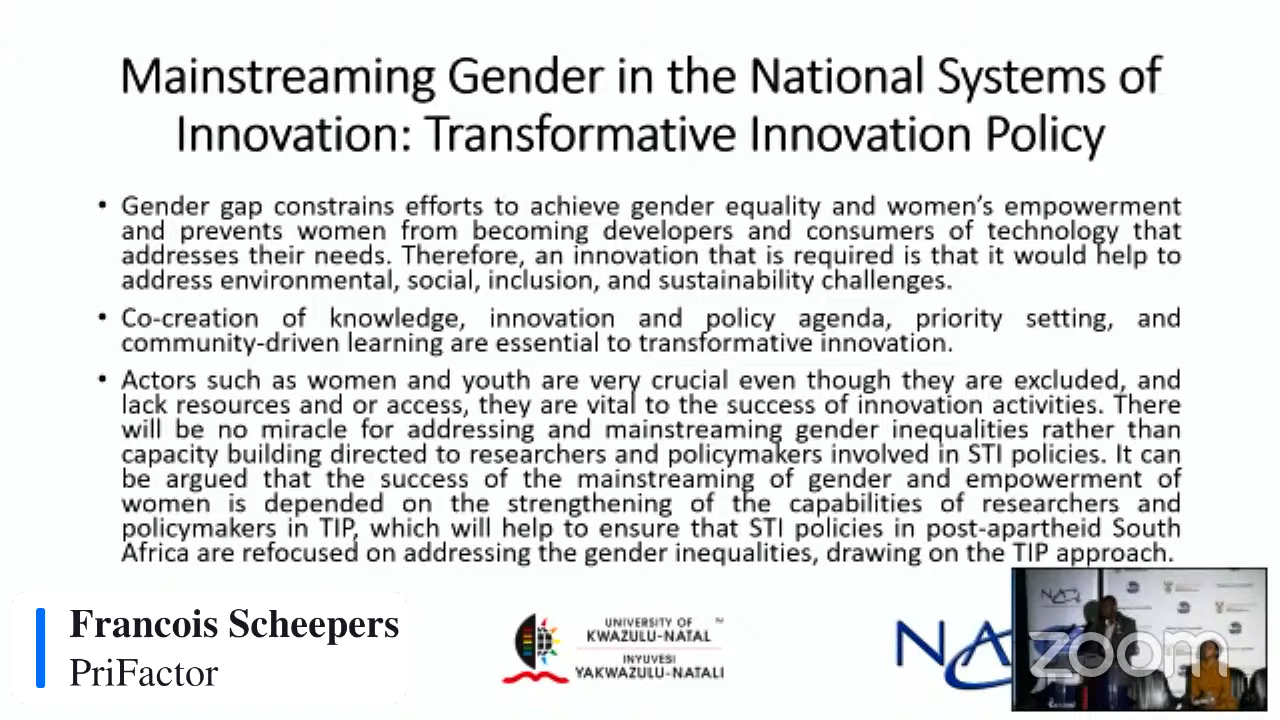 Mainstreaming Gender in the National Systems of
Innovation: Transformative Innovation Policy
• Gender gap constrains efforts to achieve gender equality and women's empowerment
and prevents women from becoming developers and consumers of technology that
addresses their needs. Therefore, an innovation that is required is that it would help to
address environmental, social, inclusion, and sustainability challenges.
• Co-creation of knowledge, innovation and policy agenda, priority setting, and
community-driven learning are essential to transformative innovation.
• Actors such as women and youth are very crucial even though they are excluded, and
lack resources and or access, they are vital to the success of innovation activities. There
will be no miracle for addressing and mainstreaming gender inequalities rather than
capacity building directed to researchers and policymakers involved in STI policies. It can
be argued that the success of the mainstreaming of gender and empowerment of
women is depended on the strengthening of the capabilities of researchers and
policymakers in TIP, which will help to ensure that STI policies in post-apartheid South
Africa are refocused on addressing the gender inequalities, drawing on the TIP approach.
Francois Scheepers
PriFactor
UNIVERSITY OF ™
KWAZULU-NATAL
INYUVESI
YAKWAZULU-NATALI
zoom